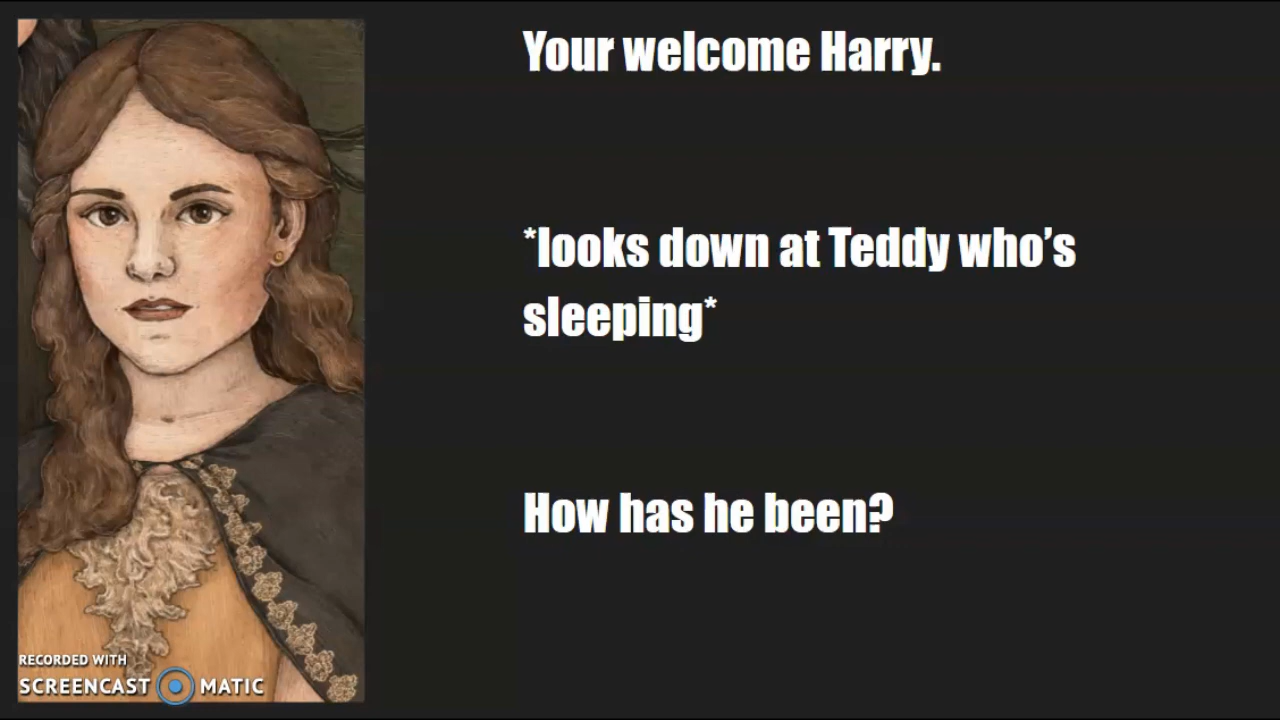 Your welcome Harry.
*looks down at Teddy who’s
sleeping*
How has he been?
RECORDED WITH
SCREENCAST MATIC